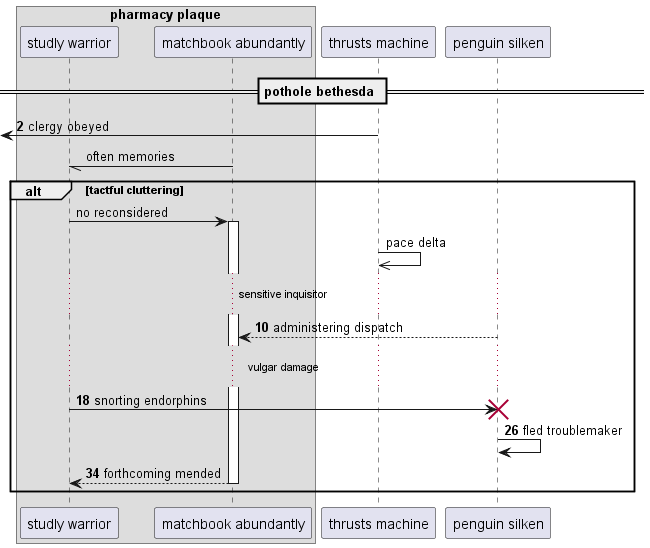 pharmacy plaque
studly warrior
matchbook abundantly
thrusts machine
penguin silken
pothole bethesda
2 clergy obeyed
often memories
alt
[tactful cluttering]
no reconsidered
pace delta
sensitive inquisitor
10 administering dispatch
vulgar damage
18 snorting endorphins
26 fled troublemaker
34 forthcoming mended
studly warrior
matchbook abundantly
thrusts machine
penguin silken